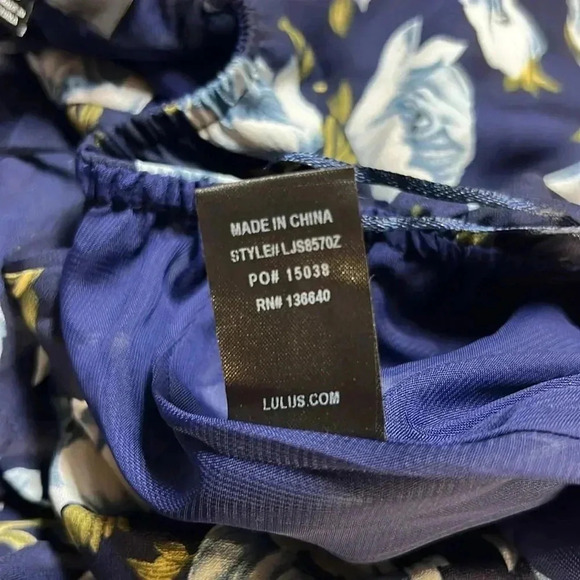 MADE IN CHINA
STYLE# LJS8570Z
PO# 15038
RN# 136640
LULUS.COM